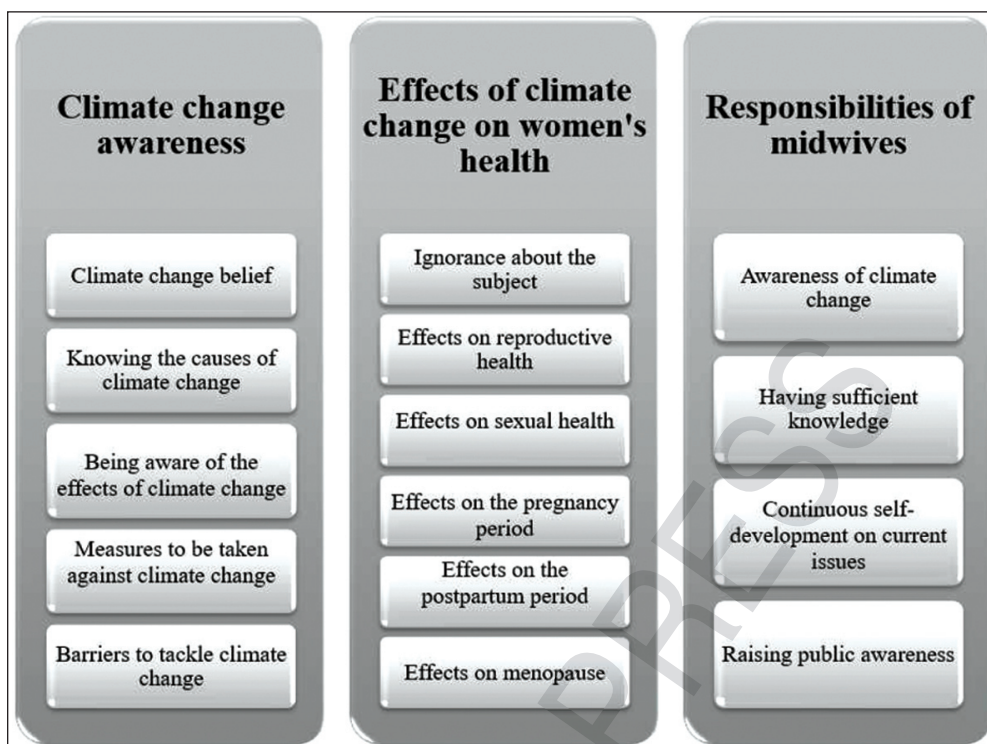 Climate change
awareness
Climate change belief
Knowing the causes of
climate change
Being aware of the
effects of climate change
Measures to be taken
against climate change
Barriers to tackle climate
change
Effects of climate
change on women's
health
Ignorance about the
subject
Effects on reproductive
health
Effects on sexual health
Effects on the pregnancy
period
Effects on the
postpartum period
Effects on menopause
Responsibilities of
midwives
Awareness of climate
change
Having sufficient
knowledge
Continuous self-
development on current
issues
Raising public awareness
PRESS